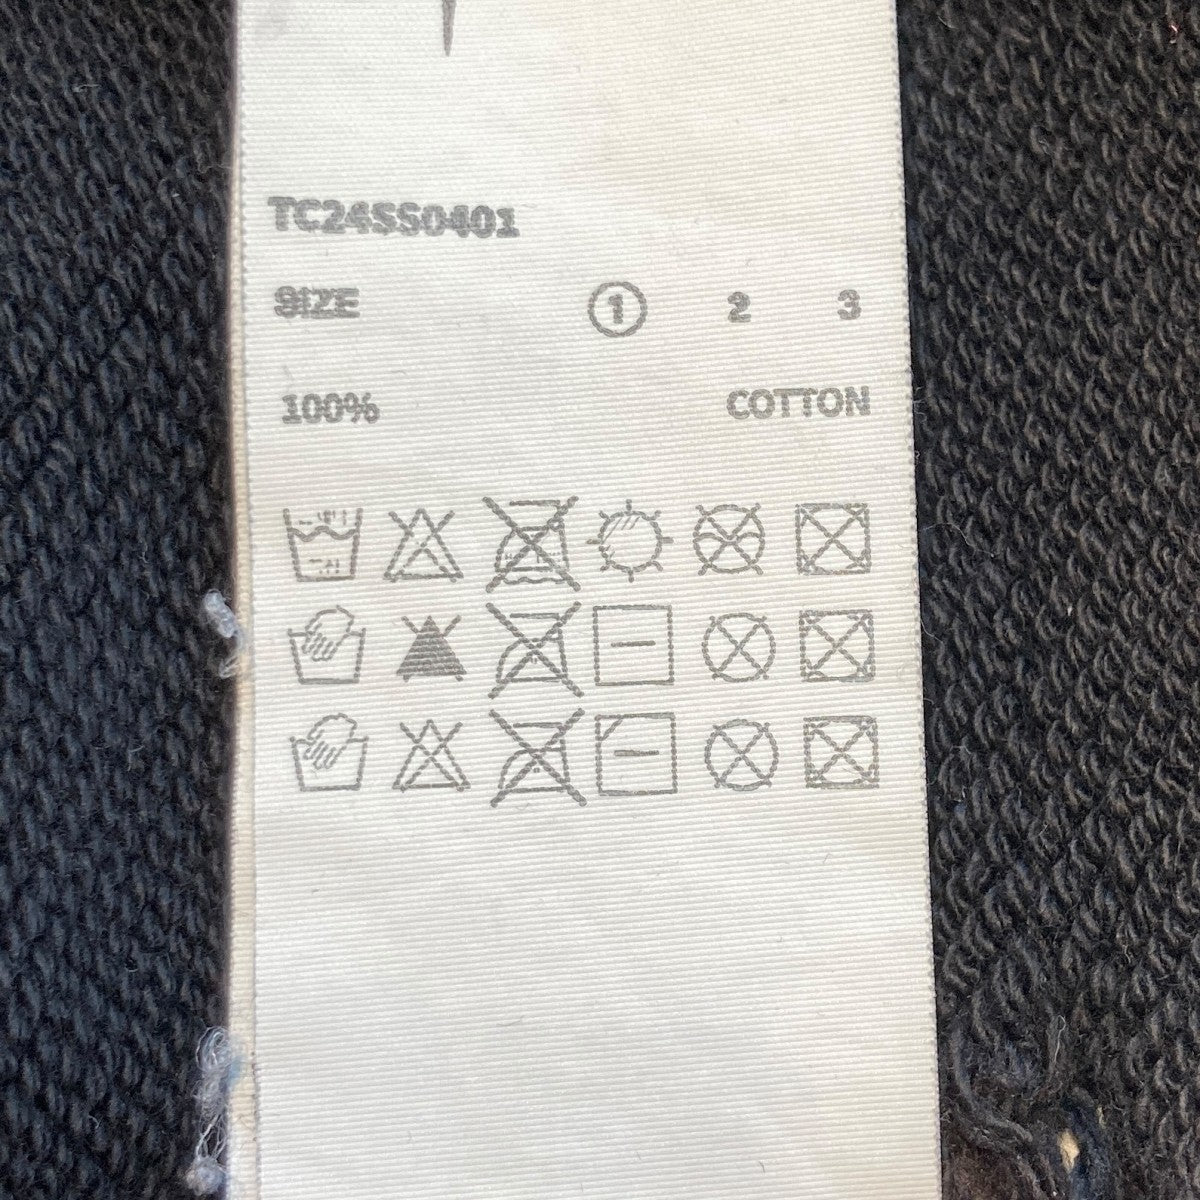 TC24SS0401
SIZE 1 2 3
100% COTTON